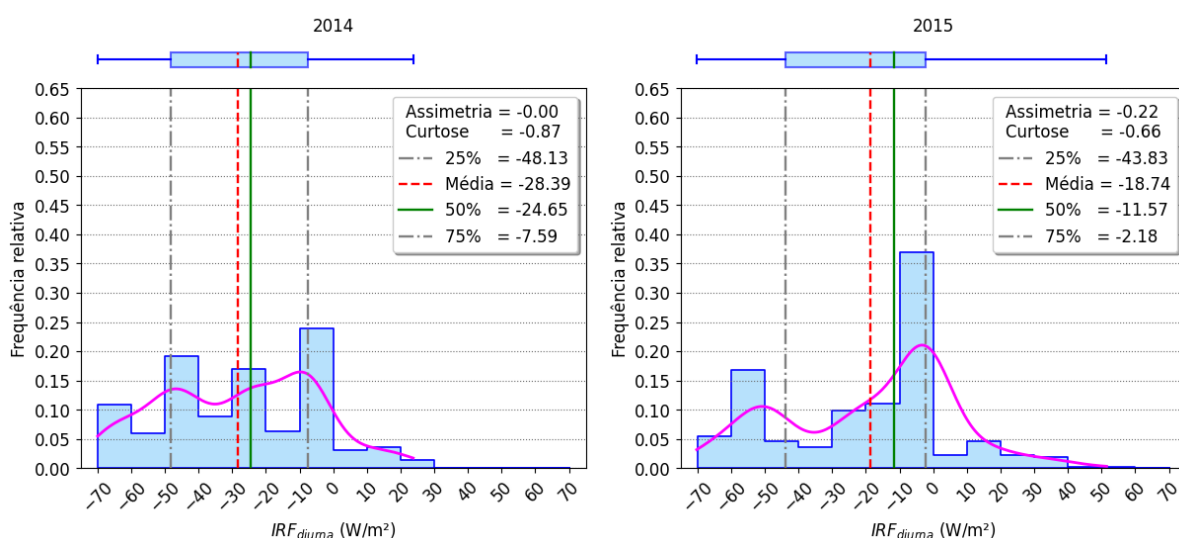 2014
Frequência relativa
0.65
0.60
0.55
0.50
0.45
0.40
0.35
0.30
0.25
0.20
0.15
0.10
0.05
0.00
Assimetria = -0.00
Curtose = -0.87
25% = -48.13
Média = -28.39
50% = -24.65
75% = -7.59
−70 −60 −50 −40 −30 −20 −10 0 10 20 30 40 50 60 70
IRF_diurna (W/m²)
2015
Frequência relativa
0.65
0.60
0.55
0.50
0.45
0.40
0.35
0.30
0.25
0.20
0.15
0.10
0.05
0.00
Assimetria = -0.22
Curtose = -0.66
25% = -43.83
Média = -18.74
50% = -11.57
75% = -2.18
−70 −60 −50 −40 −30 −20 −10 0 10 20 30 40 50 60 70
IRF_diurna (W/m²)